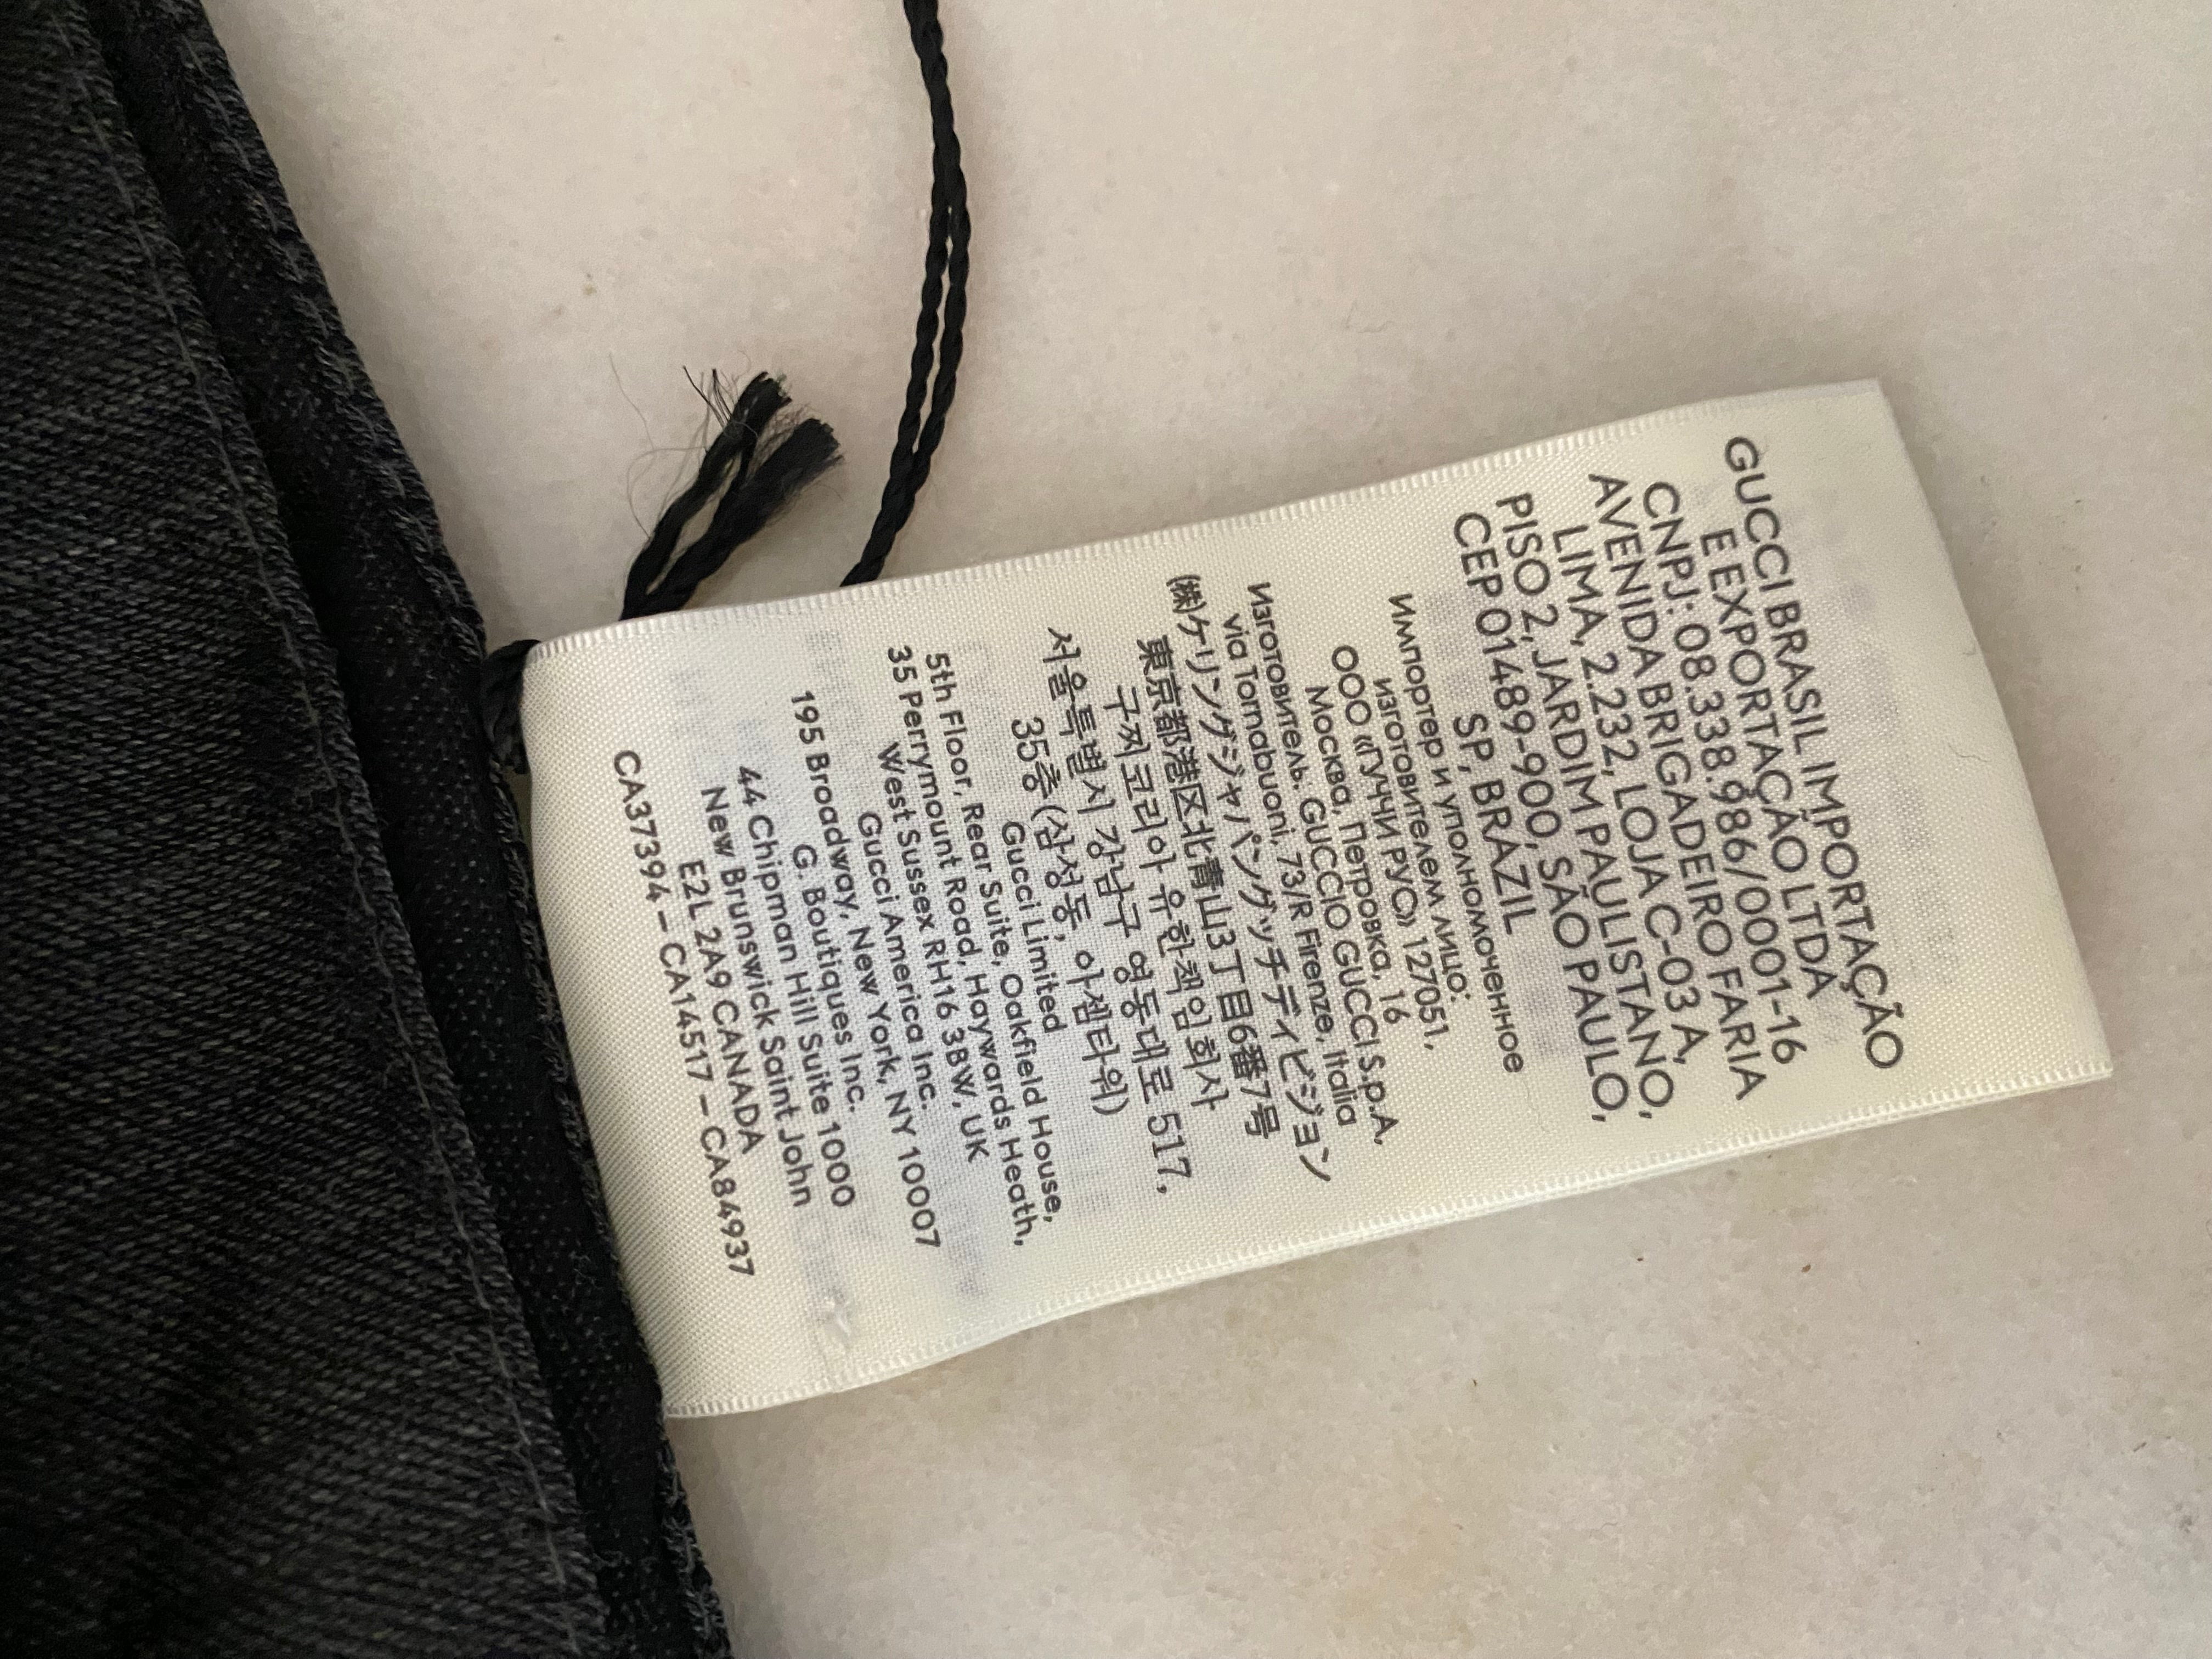 GUCCI BRASIL IMPORTAÇÃO
E EXPORTAÇÃO LTDA
CNPJ: 08.338.986/0001-16
AVENIDA BRIGADEIRO FARIA
LIMA, 2.232, LOJA C-03 A,
PISO 2, JARDIM PAULISTANO,
CEP 01489-900, SÃO PAULO,
SP, BRAZIL
Импортер и уполномоченное
изготовителем лицо:
ООО «ГУЧЧИ РУС» 127051,
Москва, Петровка, 16
Изготовитель: GUCCIO GUCCI S.p.A,
via Tornabuoni, 73/R Firenze, Italia
㈱ケリングジャパングッチディビジョン
東京都港区北青山3丁目6番7号
구찌코리아 유한책임회사
서울특별시 강남구 영동대로 517,
35층 (삼성동, 아셈타워)
Gucci Limited
5th Floor, Rear Suite, Oakfield House,
35 Perrymount Road, Haywards Heath,
West Sussex RH16 3BW, UK
Gucci America Inc.
195 Broadway, New York, NY 10007
G. Boutiques Inc.
44 Chipman Hill Suite 1000
New Brunswick Saint John
E2L 2A9 CANADA
CA37394 – CA14517 – CA84937